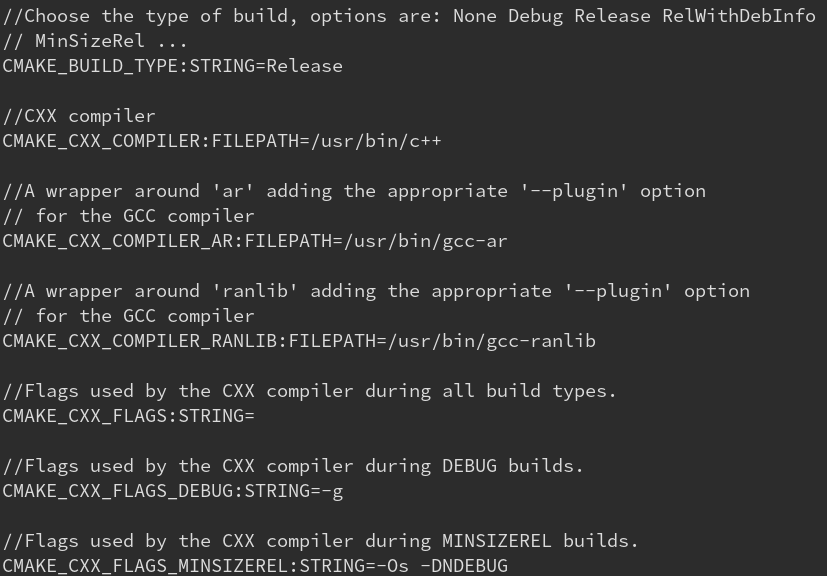 //Choose the type of build, options are: None Debug Release RelWithDebInfo
// MinSizeRel ...
CMAKE_BUILD_TYPE:STRING=Release
//CXX compiler
CMAKE_CXX_COMPILER:FILEPATH=/usr/bin/c++
//A wrapper around 'ar' adding the appropriate '--plugin' option
// for the GCC compiler
CMAKE_CXX_COMPILER_AR:FILEPATH=/usr/bin/gcc-ar
//A wrapper around 'ranlib' adding the appropriate '--plugin' option
// for the GCC compiler
CMAKE_CXX_COMPILER_RANLIB:FILEPATH=/usr/bin/gcc-ranlib
//Flags used by the CXX compiler during all build types.
CMAKE_CXX_FLAGS:STRING=
//Flags used by the CXX compiler during DEBUG builds.
CMAKE_CXX_FLAGS_DEBUG:STRING=-g
//Flags used by the CXX compiler during MINSIZEREL builds.
CMAKE_CXX_FLAGS_MINSIZEREL:STRING=-Os -DNDEBUG